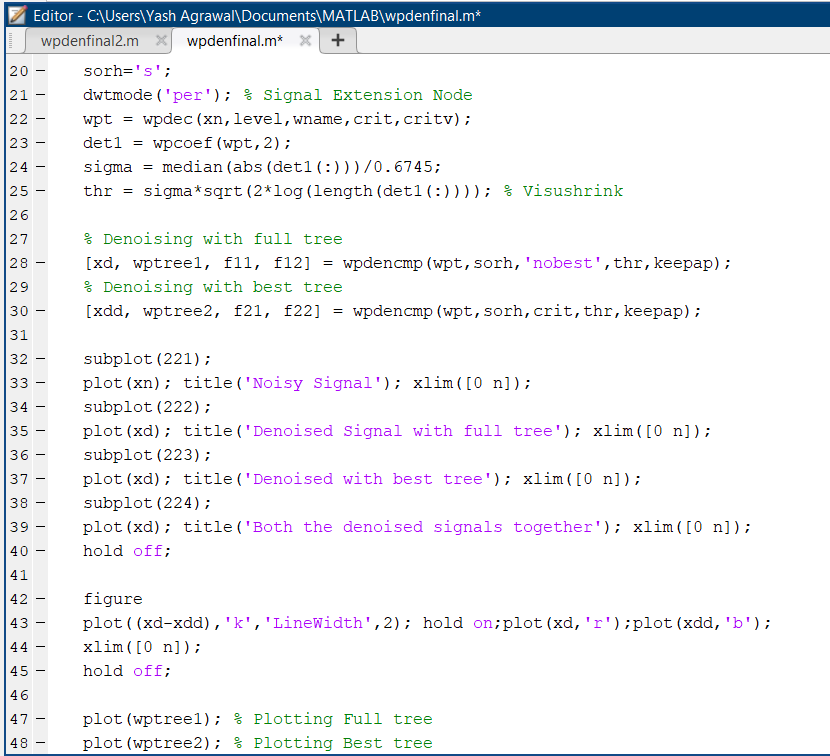 Editor - C:\Users\Yash Agrawal\Documents\MATLAB\wpdenfinal.m*
wpdenfinal2.m × wpdenfinal.m* × +
20 – sorh='s';
21 – dwtmode('per'); % Signal Extension Node
22 – wpt = wpdec(xn,level,wname,crit,critv);
23 – det1 = wpcoef(wpt,2);
24 – sigma = median(abs(det1(:)))/0.6745;
25 – thr = sigma*sqrt(2*log(length(det1(:)))); % Visushrink
26
27 % Denoising with full tree
28 – [xd, wptree1, f11, f12] = wpdencmp(wpt,sorh,'nobest',thr,keepap);
29 % Denoising with best tree
30 – [xdd, wptree2, f21, f22] = wpdencmp(wpt,sorh,crit,thr,keepap);
31
32 – subplot(221);
33 – plot(xn); title('Noisy Signal'); xlim([0 n]);
34 – subplot(222);
35 – plot(xd); title('Denoised Signal with full tree'); xlim([0 n]);
36 – subplot(223);
37 – plot(xd); title('Denoised with best tree'); xlim([0 n]);
38 – subplot(224);
39 – plot(xd); title('Both the denoised signals together'); xlim([0 n]);
40 – hold off;
41
42 – figure
43 – plot((xd-xdd),'k','LineWidth',2); hold on;plot(xd,'r');plot(xdd,'b');
44 – xlim([0 n]);
45 – hold off;
46
47 – plot(wptree1); % Plotting Full tree
48 – plot(wptree2); % Plotting Best tree